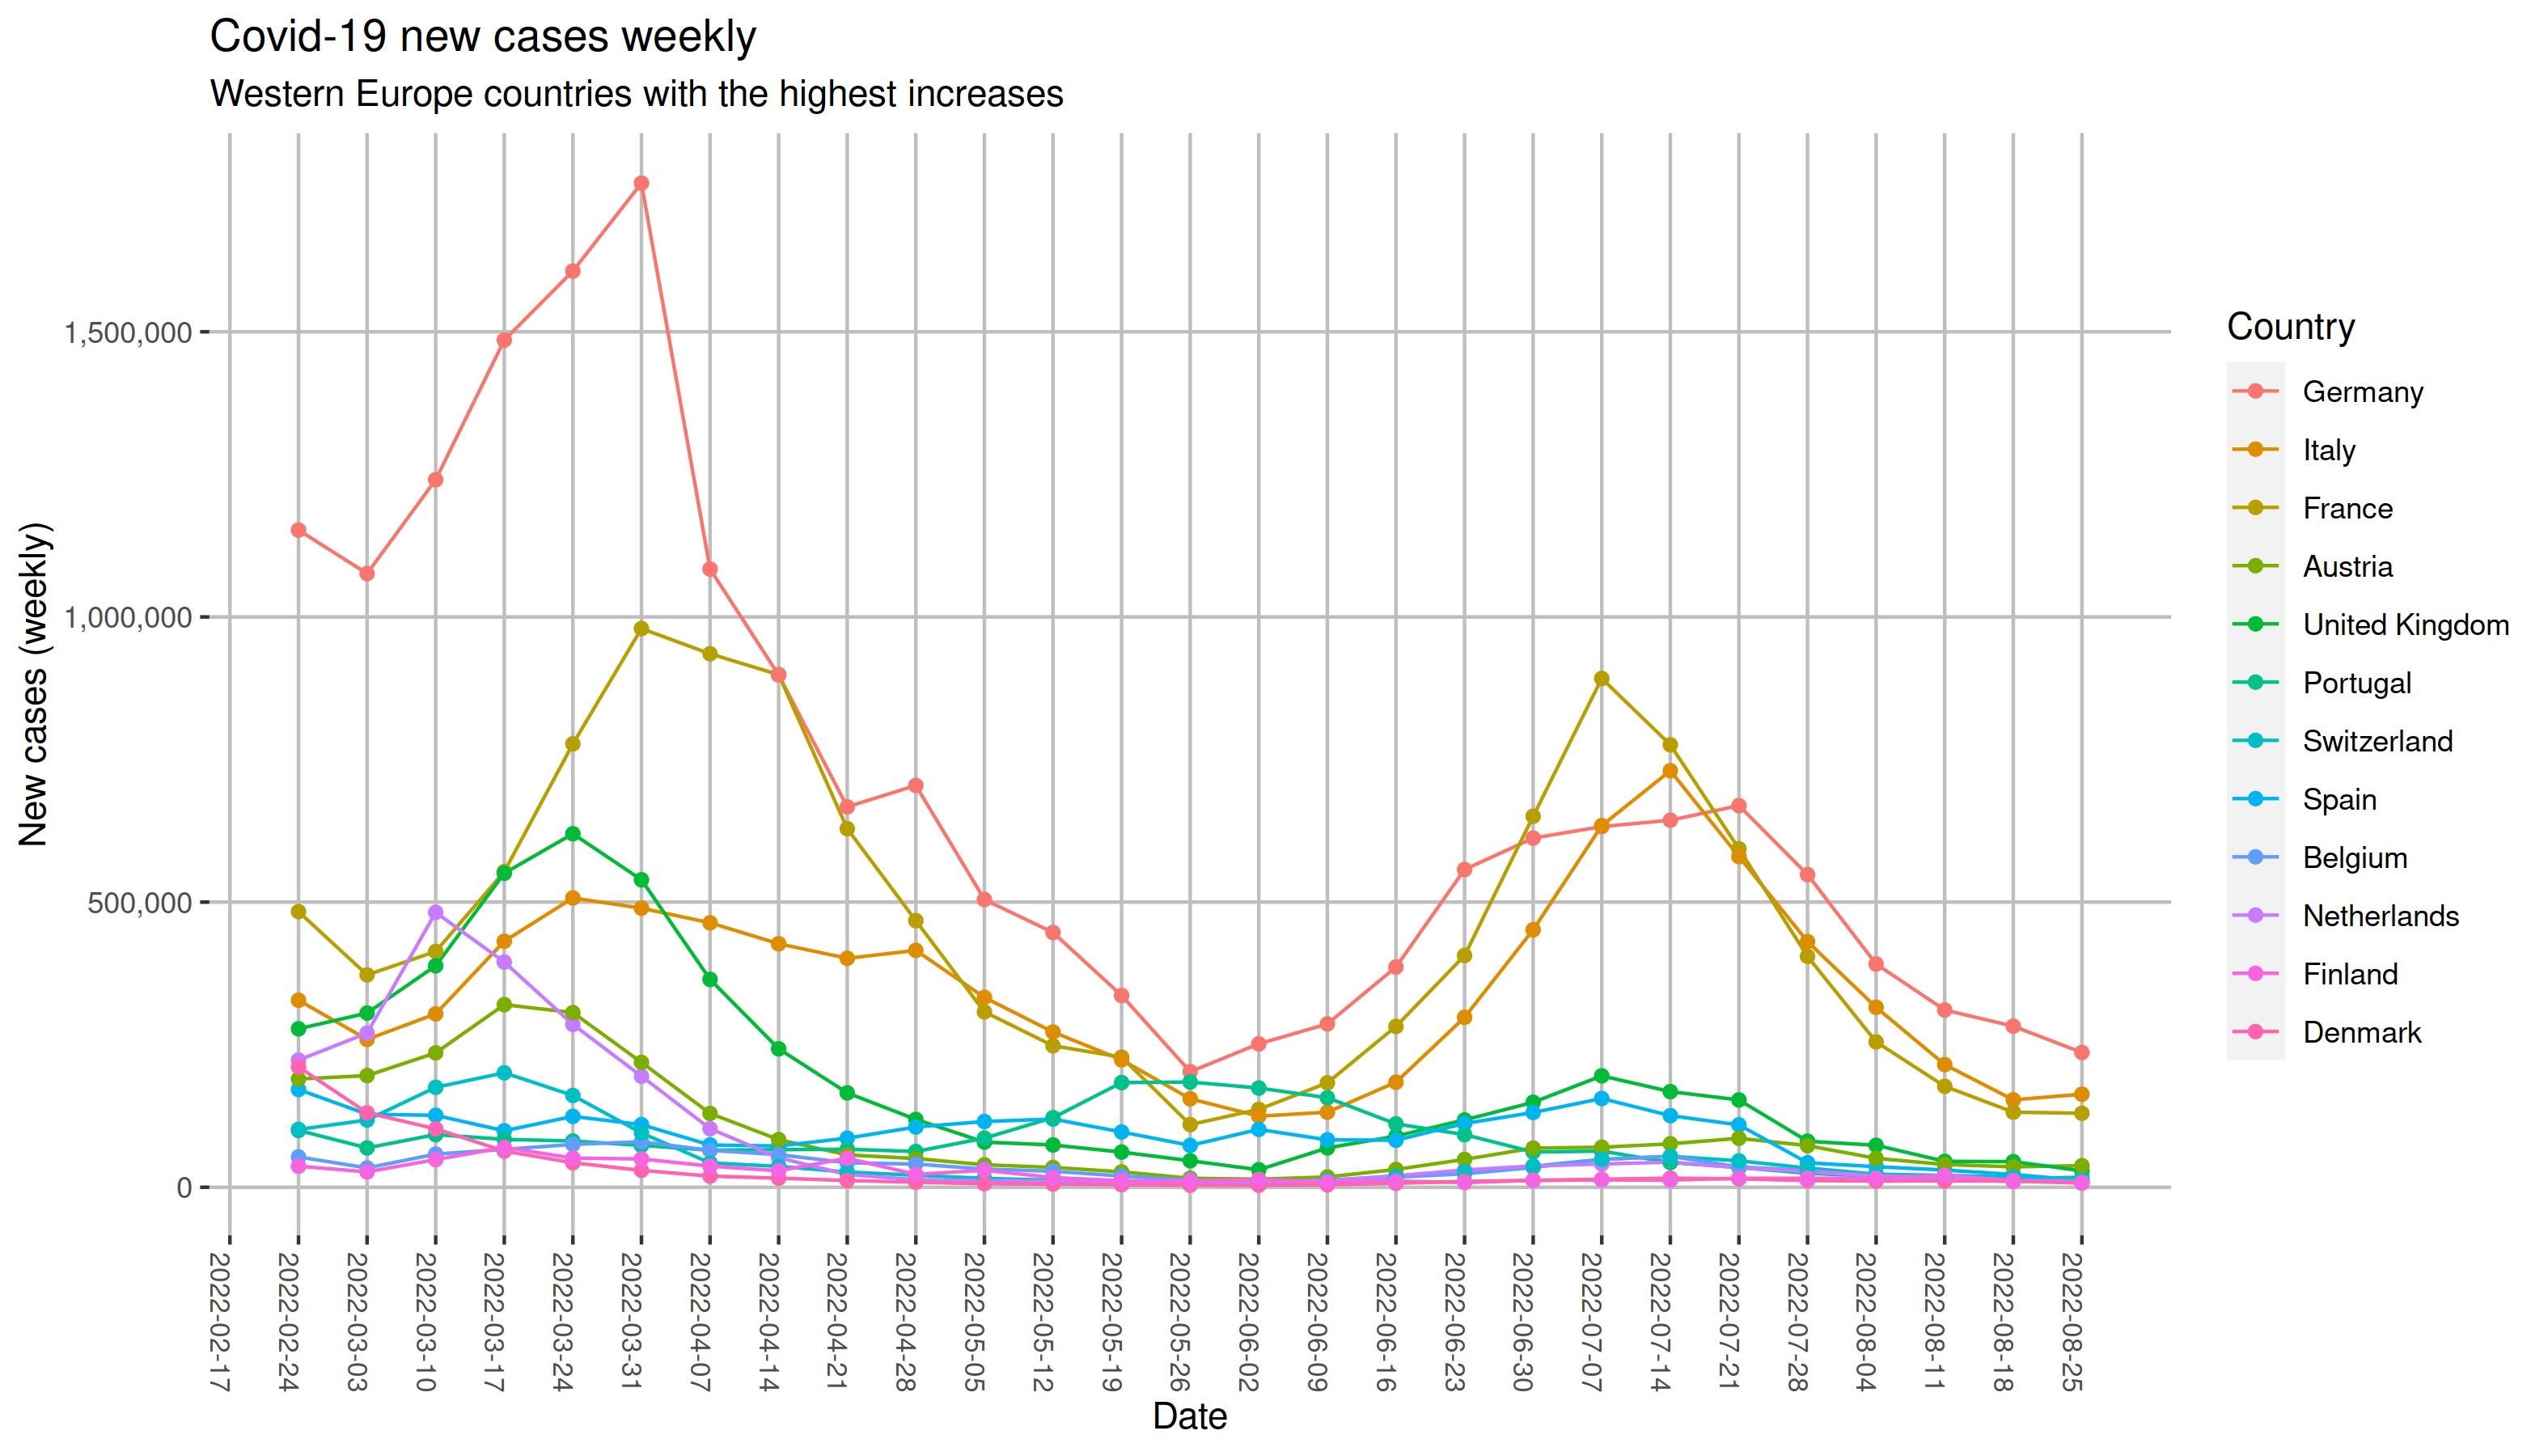 Covid-19 new cases weekly
Western Europe countries with the highest increases
New cases (weekly)
1,500,000
1,000,000
500,000
0
2022-02-17
2022-02-24
2022-03-03
2022-03-10
2022-03-17
2022-03-24
2022-03-31
2022-04-07
2022-04-14
2022-04-21
2022-04-28
2022-05-05
2022-05-12
2022-05-19
2022-05-26
2022-06-02
2022-06-09
2022-06-16
2022-06-23
2022-06-30
2022-07-07
2022-07-14
2022-07-21
2022-07-28
2022-08-04
2022-08-11
2022-08-18
2022-08-25
Date
Country
Germany
Italy
France
Austria
United Kingdom
Portugal
Switzerland
Spain
Belgium
Netherlands
Finland
Denmark